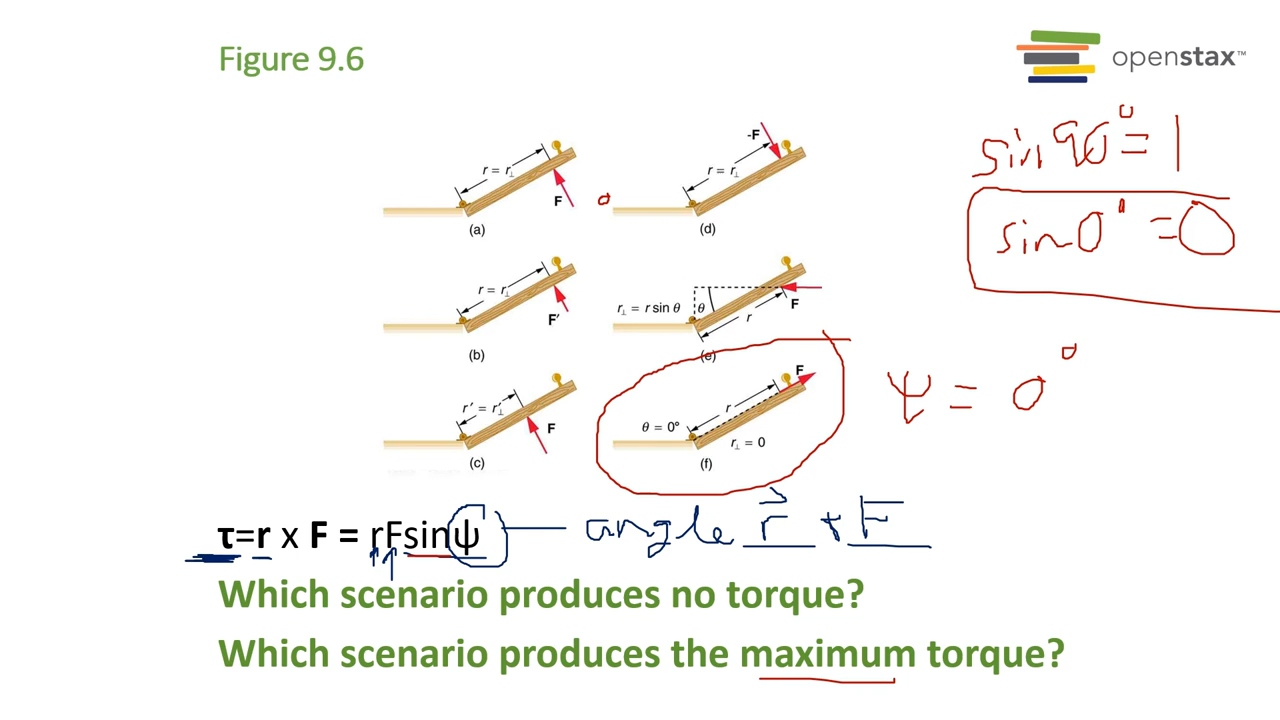 Figure 9.6
openstax™
sin 90° = 1
sin 0° = 0
r = r⊥
F
(a)
-F
r = r⊥
(d)
r = r⊥
F'
(b)
r⊥ = r sin θ
θ
r
F
(e)
r' = r'⊥
F
(c)
F
r
θ = 0°
r⊥ = 0
(f)
ψ = 0°
τ=r x F = rFsinψ — angle r⃗ + F
Which scenario produces no torque?
Which scenario produces the maximum torque?